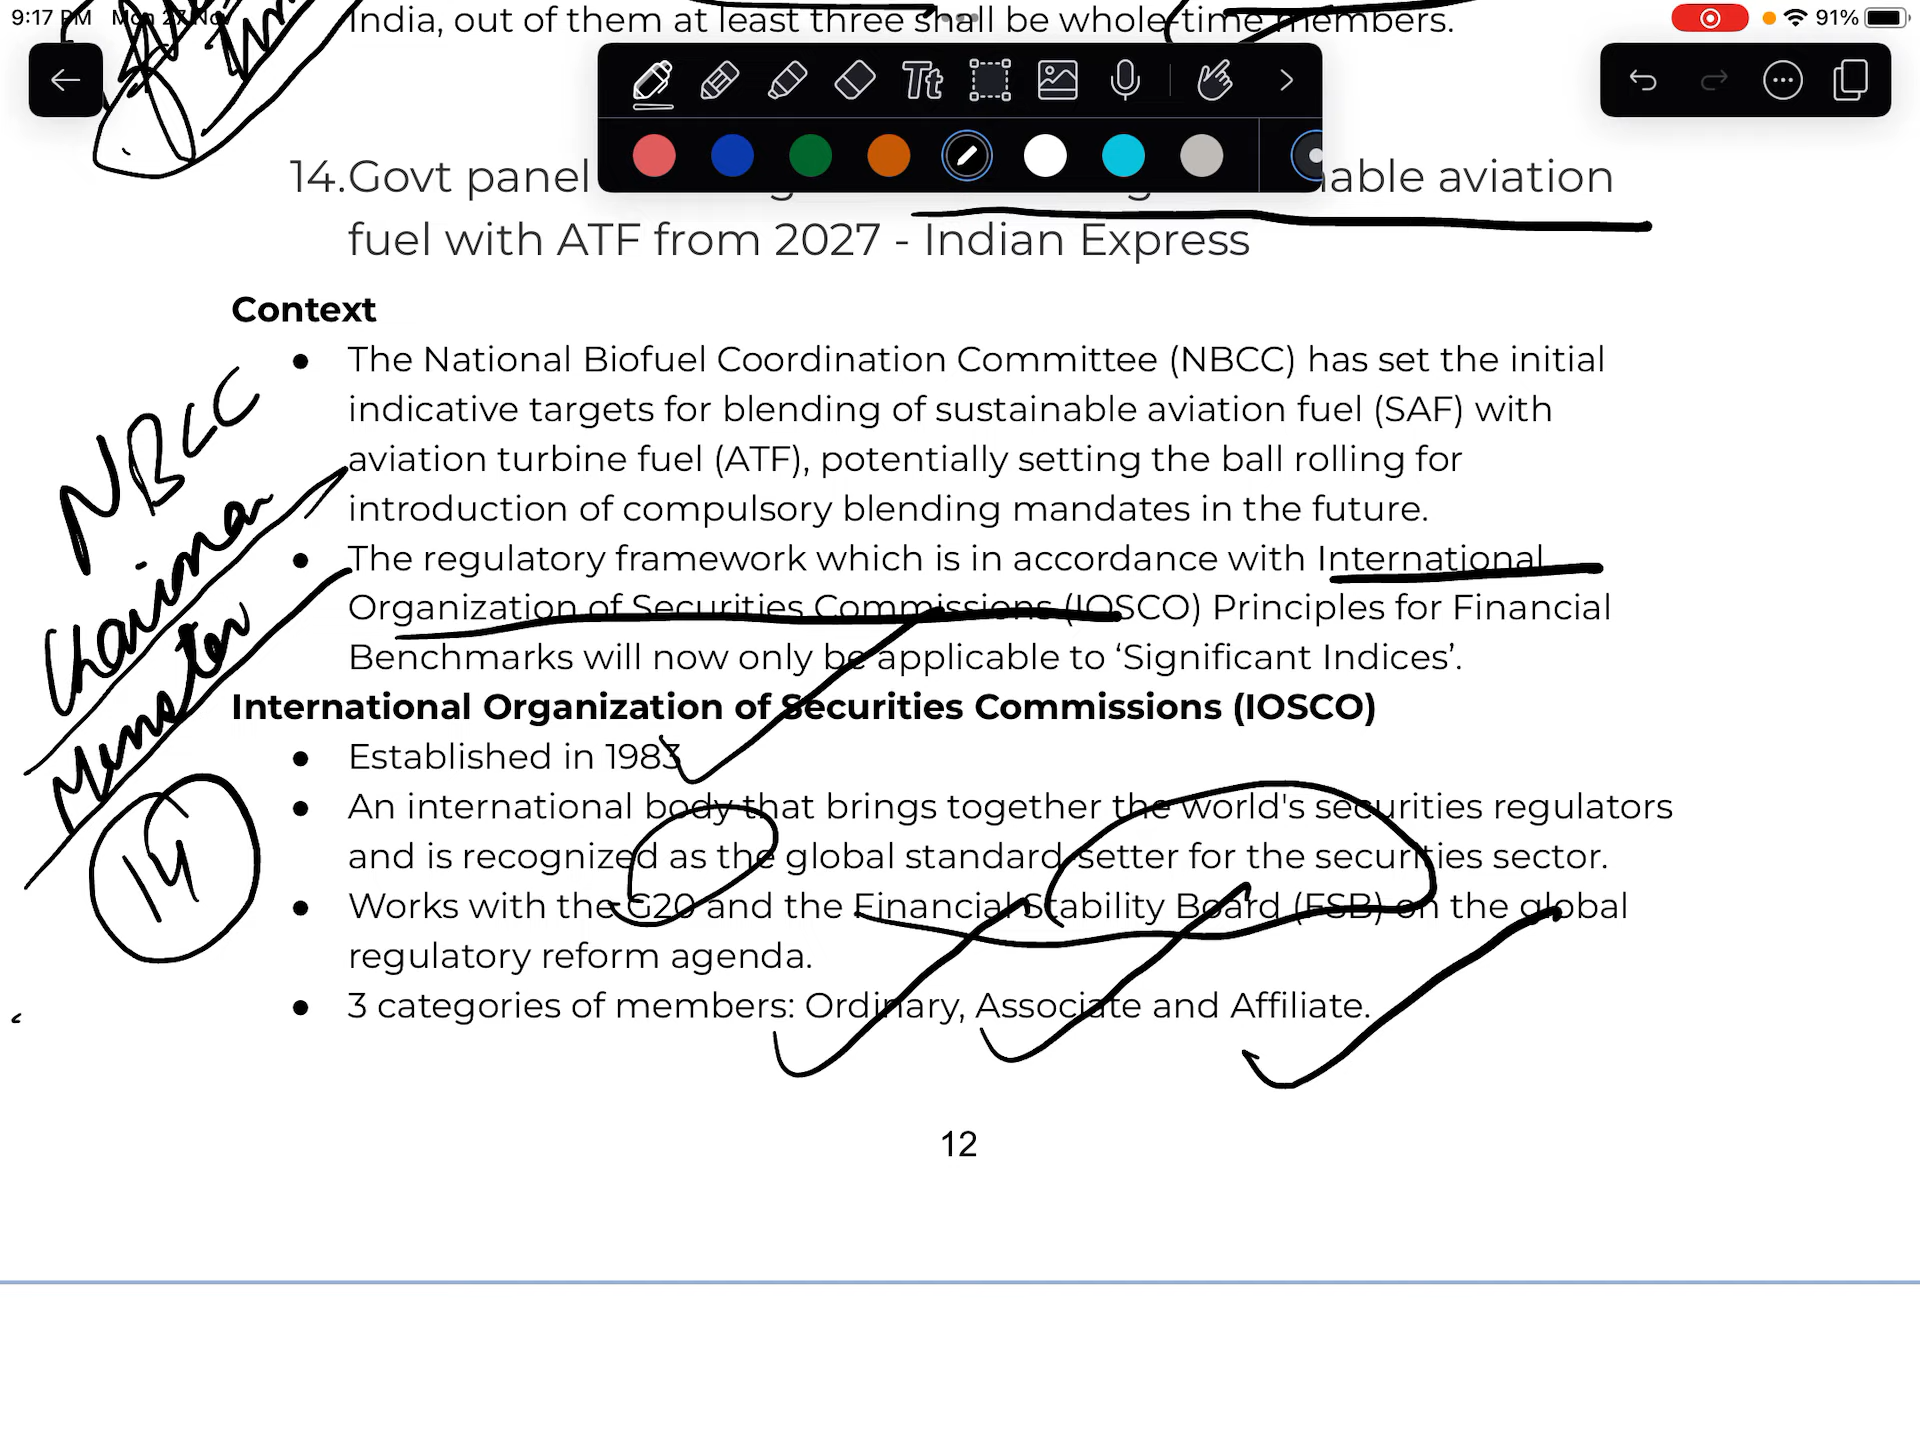 9:17 PM Mon 27 Nov
91%
India, out of them at least three shall be whole-time members.
Tt
14.Govt panel
nable aviation
fuel with ATF from 2027 - Indian Express
Context
● The National Biofuel Coordination Committee (NBCC) has set the initial
indicative targets for blending of sustainable aviation fuel (SAF) with
aviation turbine fuel (ATF), potentially setting the ball rolling for
introduction of compulsory blending mandates in the future.
● The regulatory framework which is in accordance with International
Organization of Securities Commissions (IOSCO) Principles for Financial
Benchmarks will now only be applicable to ‘Significant Indices’.
International Organization of Securities Commissions (IOSCO)
● Established in 1983
● An international body that brings together the world's securities regulators
and is recognized as the global standard setter for the securities sector.
● Works with the G20 and the Financial Stability Board (FSB) on the global
regulatory reform agenda.
● 3 categories of members: Ordinary, Associate and Affiliate.
NBCC
Chairman
Minister
14
12